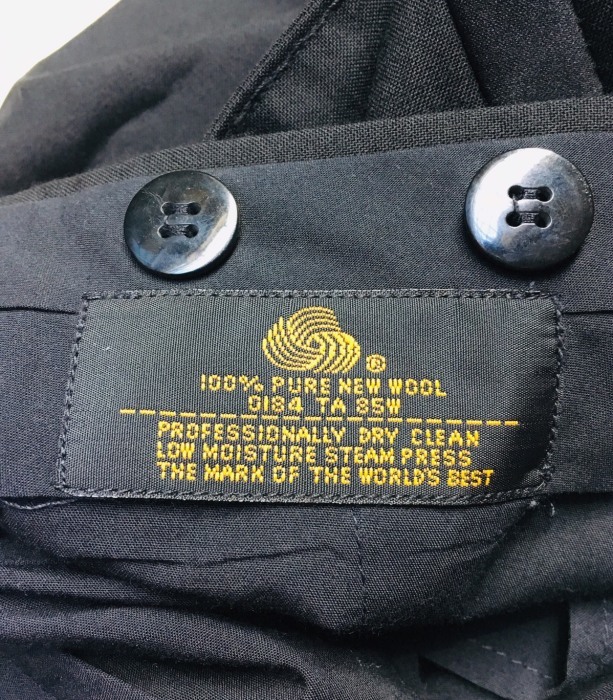 ®
100% PURE NEW WOOL
0184 TA 85W
PROFESSIONALLY DRY CLEAN
LOW MOISTURE STEAM PRESS
THE MARK OF THE WORLD'S BEST